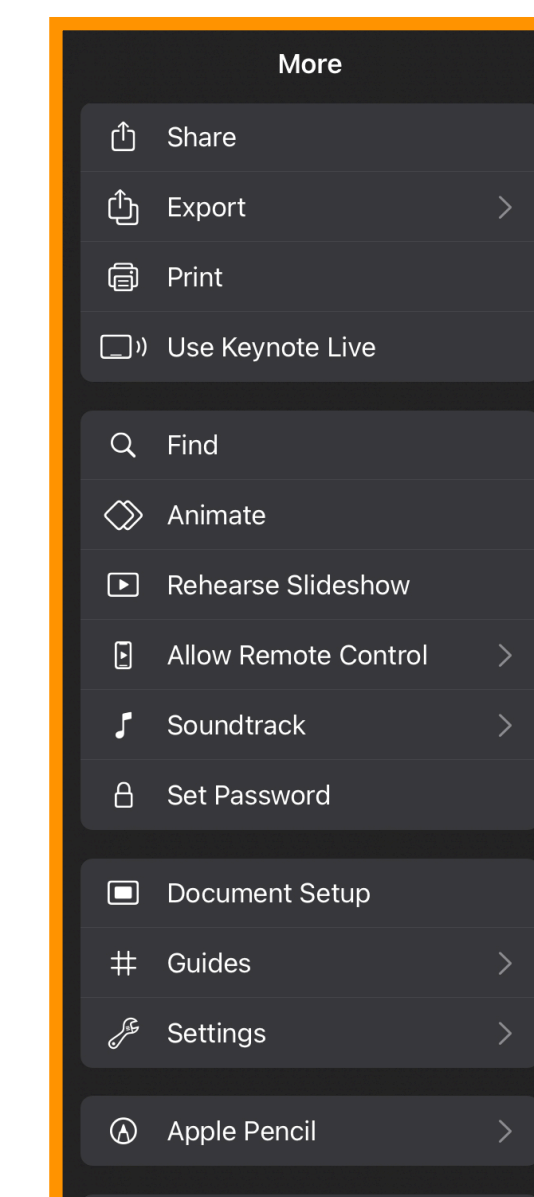 More
Share
Export
Print
Use Keynote Live
Find
Animate
Rehearse Slideshow
Allow Remote Control
Soundtrack
Set Password
Document Setup
Guides
Settings
Apple Pencil